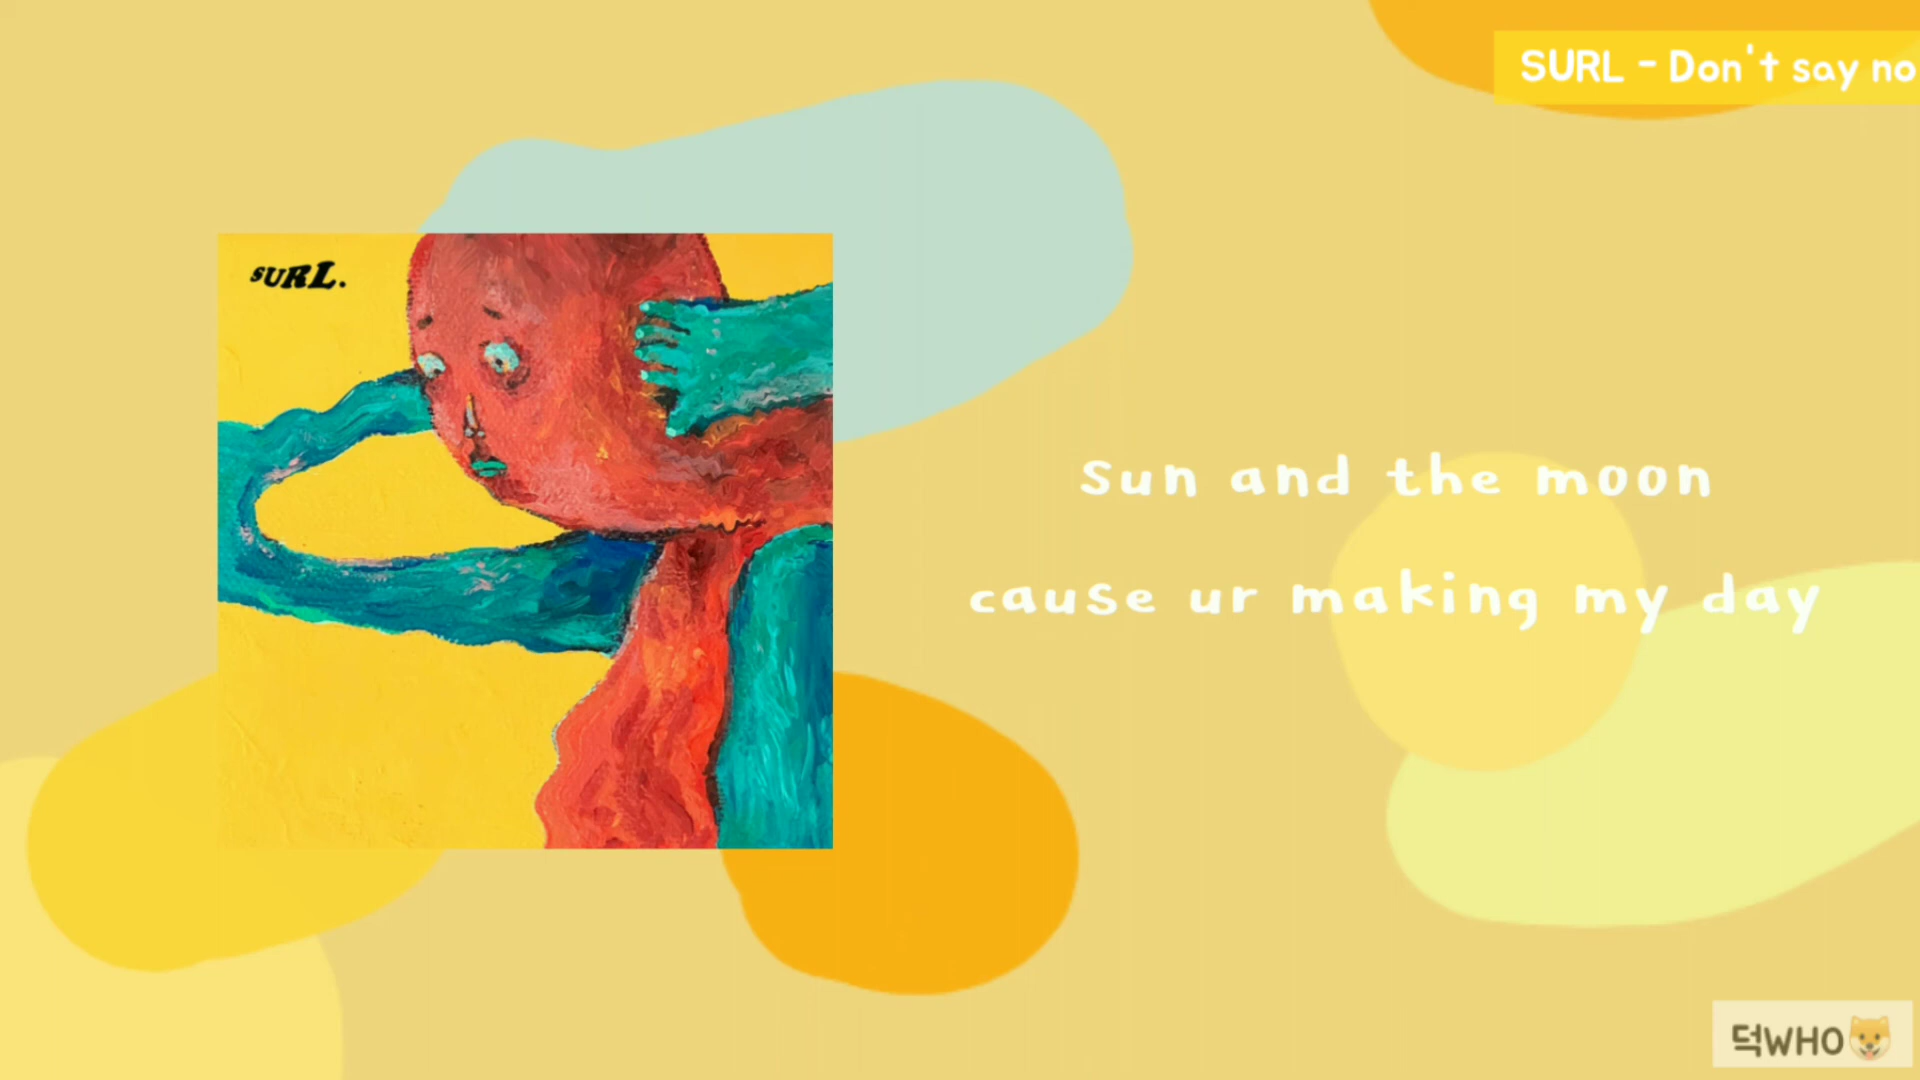 SURL - Don't say no
SURL.
Sun and the moon
cause ur making my day
덕WHO